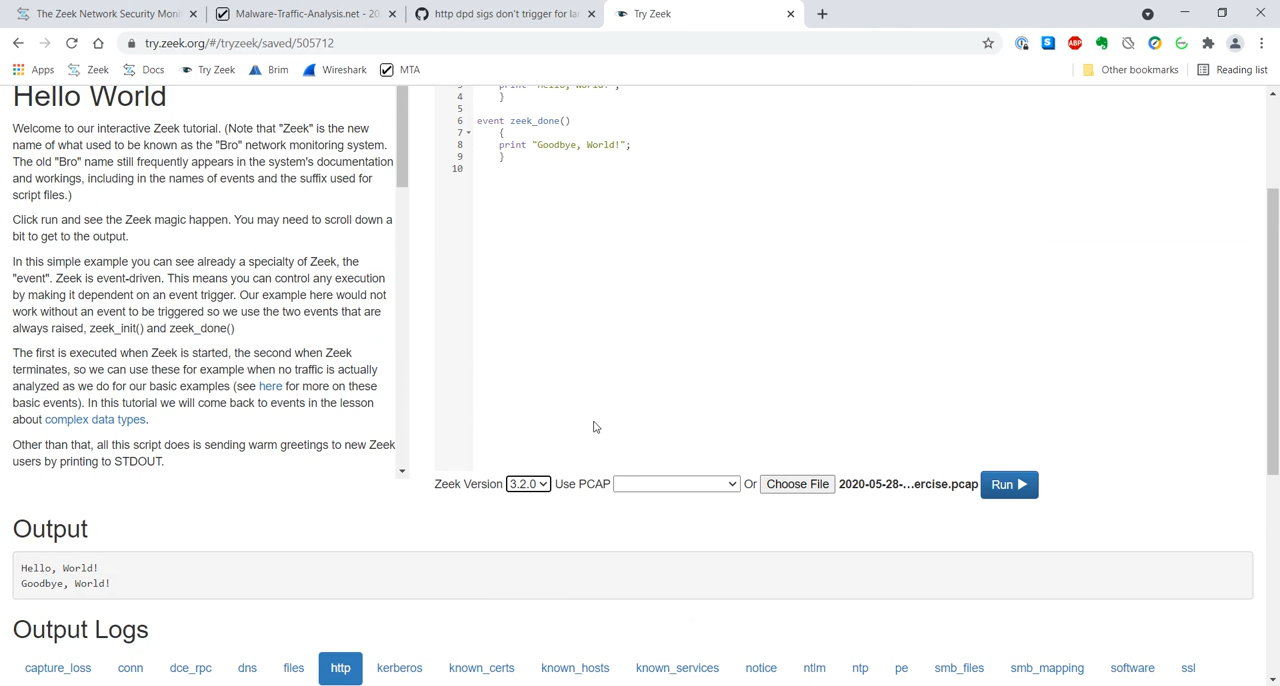 The Zeek Network Security Moni
Malware-Traffic-Analysis.net - 20
http dpd sigs don't trigger for lar
Try Zeek
try.zeek.org/#/tryzeek/saved/505712
Apps Zeek Docs Try Zeek Brim Wireshark MTA Other bookmarks Reading list
Hello World
Welcome to our interactive Zeek tutorial. (Note that "Zeek" is the new
name of what used to be known as the "Bro" network monitoring system.
The old "Bro" name still frequently appears in the system's documentation
and workings, including in the names of events and the suffix used for
script files.)
Click run and see the Zeek magic happen. You may need to scroll down a
bit to get to the output.
In this simple example you can see already a specialty of Zeek, the
"event". Zeek is event-driven. This means you can control any execution
by making it dependent on an event trigger. Our example here would not
work without an event to be triggered so we use the two events that are
always raised, zeek_init() and zeek_done()
The first is executed when Zeek is started, the second when Zeek
terminates, so we can use these for example when no traffic is actually
analyzed as we do for our basic examples (see here for more on these
basic events). In this tutorial we will come back to events in the lesson
about complex data types.
Other than that, all this script does is sending warm greetings to new Zeek
users by printing to STDOUT.
3 print "Hello, World!";
4 }
5
6 event zeek_done()
7 {
8 print "Goodbye, World!";
9 }
10
Zeek Version 3.2.0 Use PCAP Or Choose File 2020-05-28-...ercise.pcap Run
Output
Hello, World!
Goodbye, World!
Output Logs
capture_loss conn dce_rpc dns files http kerberos known_certs known_hosts known_services notice ntlm ntp pe smb_files smb_mapping software ssl